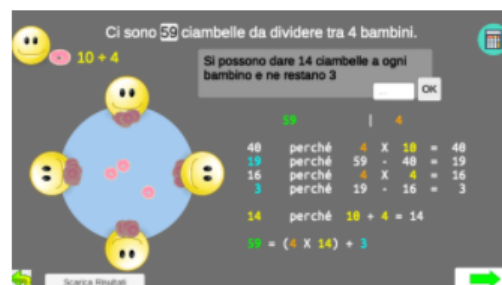 Ci sono 59 ciambelle da dividere tra 4 bambini.
10 + 4
Si possono dare 14 ciambelle a ogni
bambino e ne restano 3
... OK
59 | 4
40 perché 4 X 10 = 40
19 perché 59 - 40 = 19
16 perché 4 X 4 = 16
3 perché 19 - 16 = 3
14 perché 10 + 4 = 14
59 = (4 X 14) + 3
Scarica Risultati